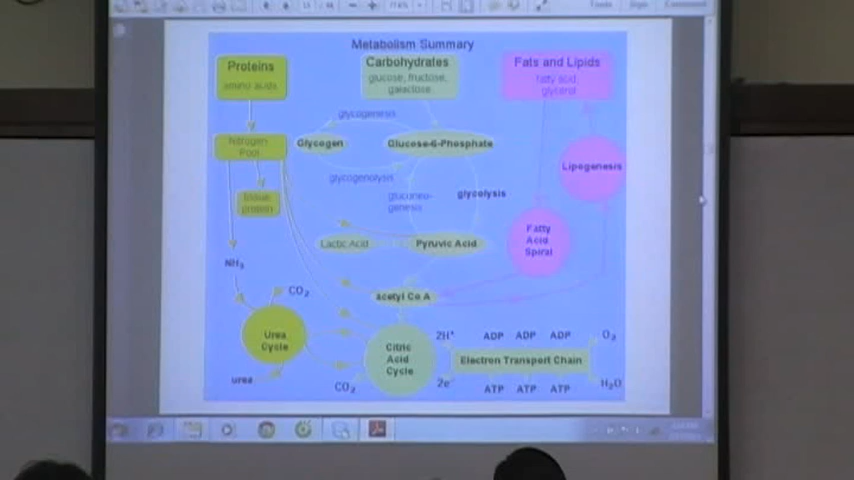 Metabolism Summary
Proteins
amino acids
Carbohydrates
glucose, fructose,
galactose
Fats and Lipids
fatty acid,
glycerol
glycogenesis
Nitrogen
Pool
Glycogen
Glucose-6-Phosphate
Lipogenesis
glycogenolysis
gluconeo-
genesis
glycolysis
tissue
protein
Lactic Acid
Pyruvic Acid
Fatty
Acid
Spiral
NH3
CO2
acetyl Co A
Urea
Cycle
Citric
Acid
Cycle
2H+
ADP ADP ADP
O2
Electron Transport Chain
urea
CO2
2e-
ATP ATP ATP
H2O